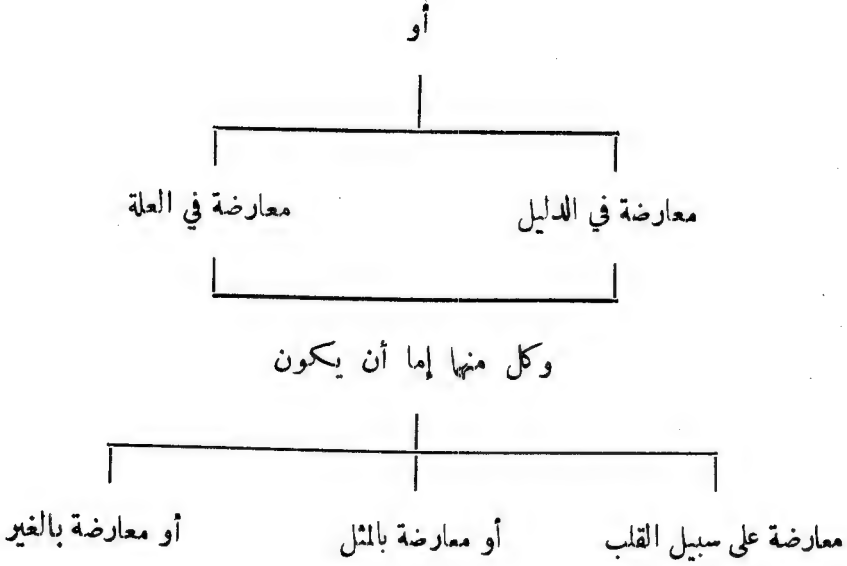 أو
معارضة في الدليل معارضة في العلة
وكل منها إما أن يكون
معارضة على سبيل القلب أو معارضة بالمثل أو معارضة بالغير